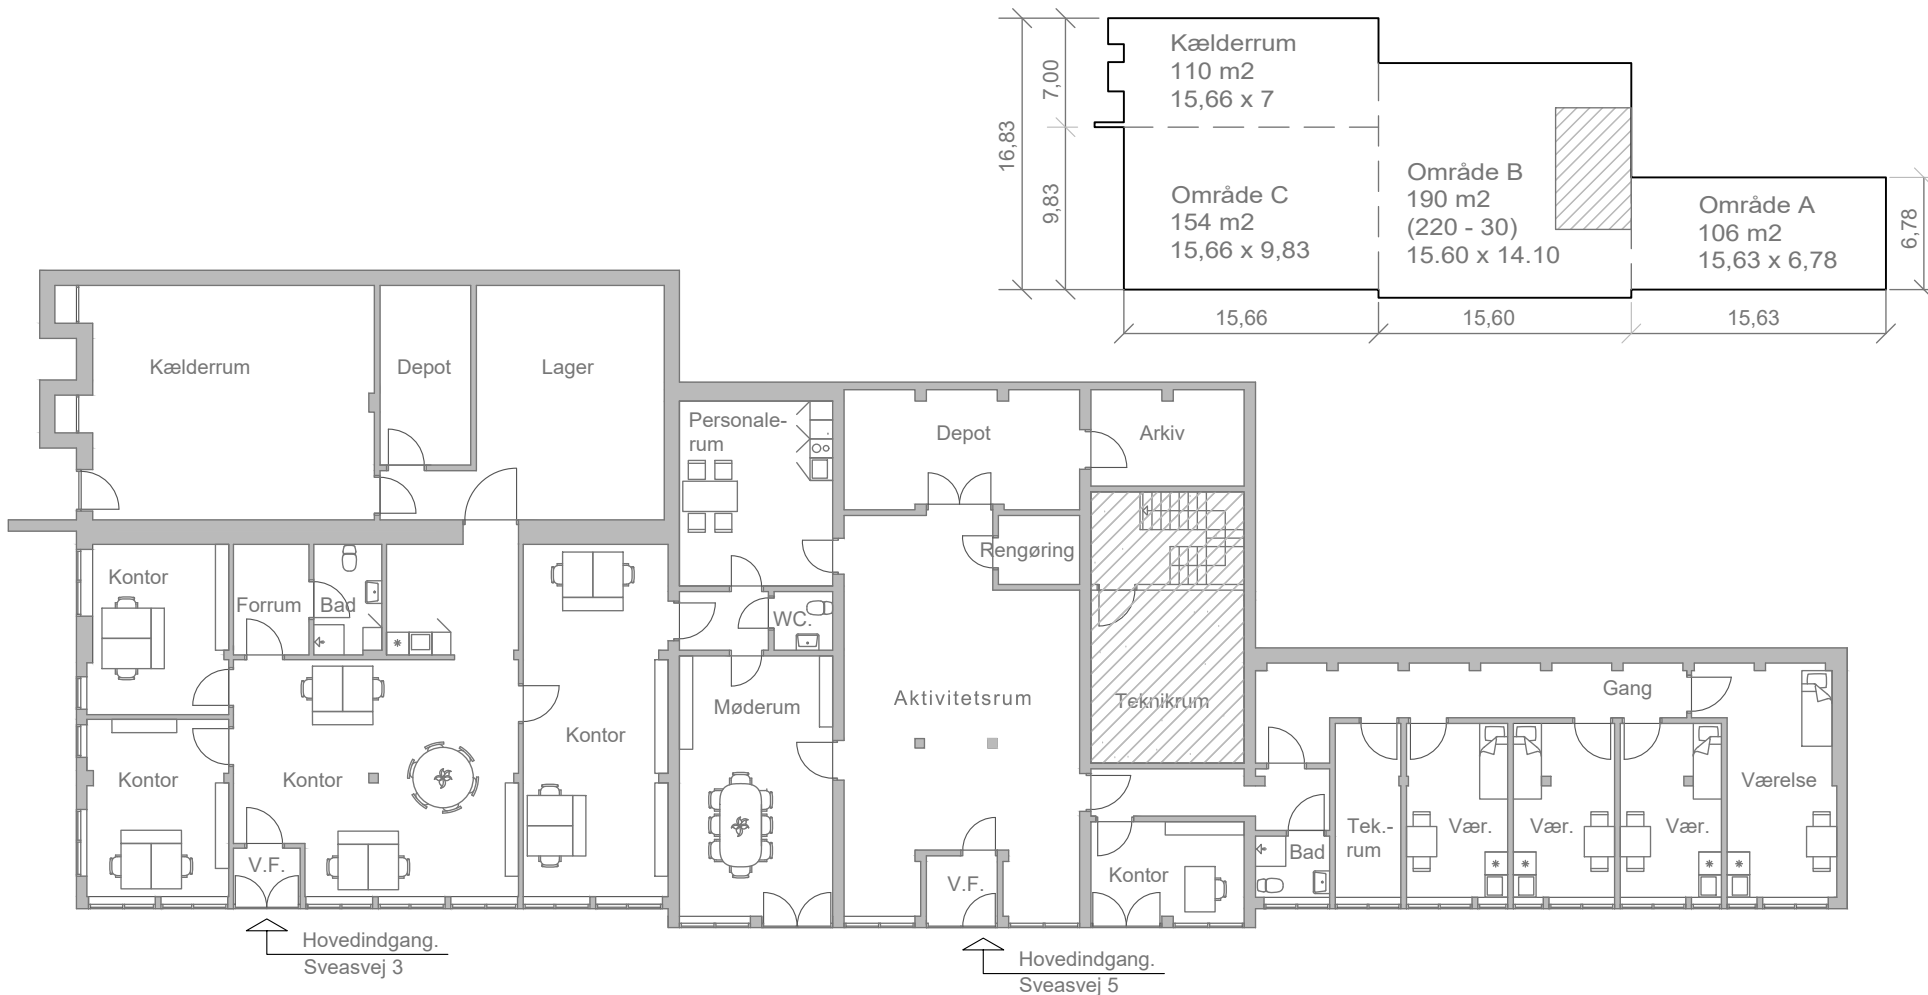 Kælderrum
110 m2
15,66 x 7
7,00
16,83
9,83
Område C
154 m2
15,66 x 9,83
Område B
190 m2
(220 - 30)
15.60 x 14.10
Område A
106 m2
15,63 x 6,78
6,78
15,66
15,60
15,63
Kælderrum
Depot
Lager
Personale-
rum
Depot
Arkiv
Kontor
Forrum
Bad
WC.
Rengøring
Teknikrum
Aktivitetsrum
Møderum
Kontor
Kontor
Kontor
Gang
Værelse
Tek.-
rum
Vær.
Vær.
Vær.
Bad
Kontor
V.F.
V.F.
Hovedindgang.
Sveasvej 3
Hovedindgang.
Sveasvej 5